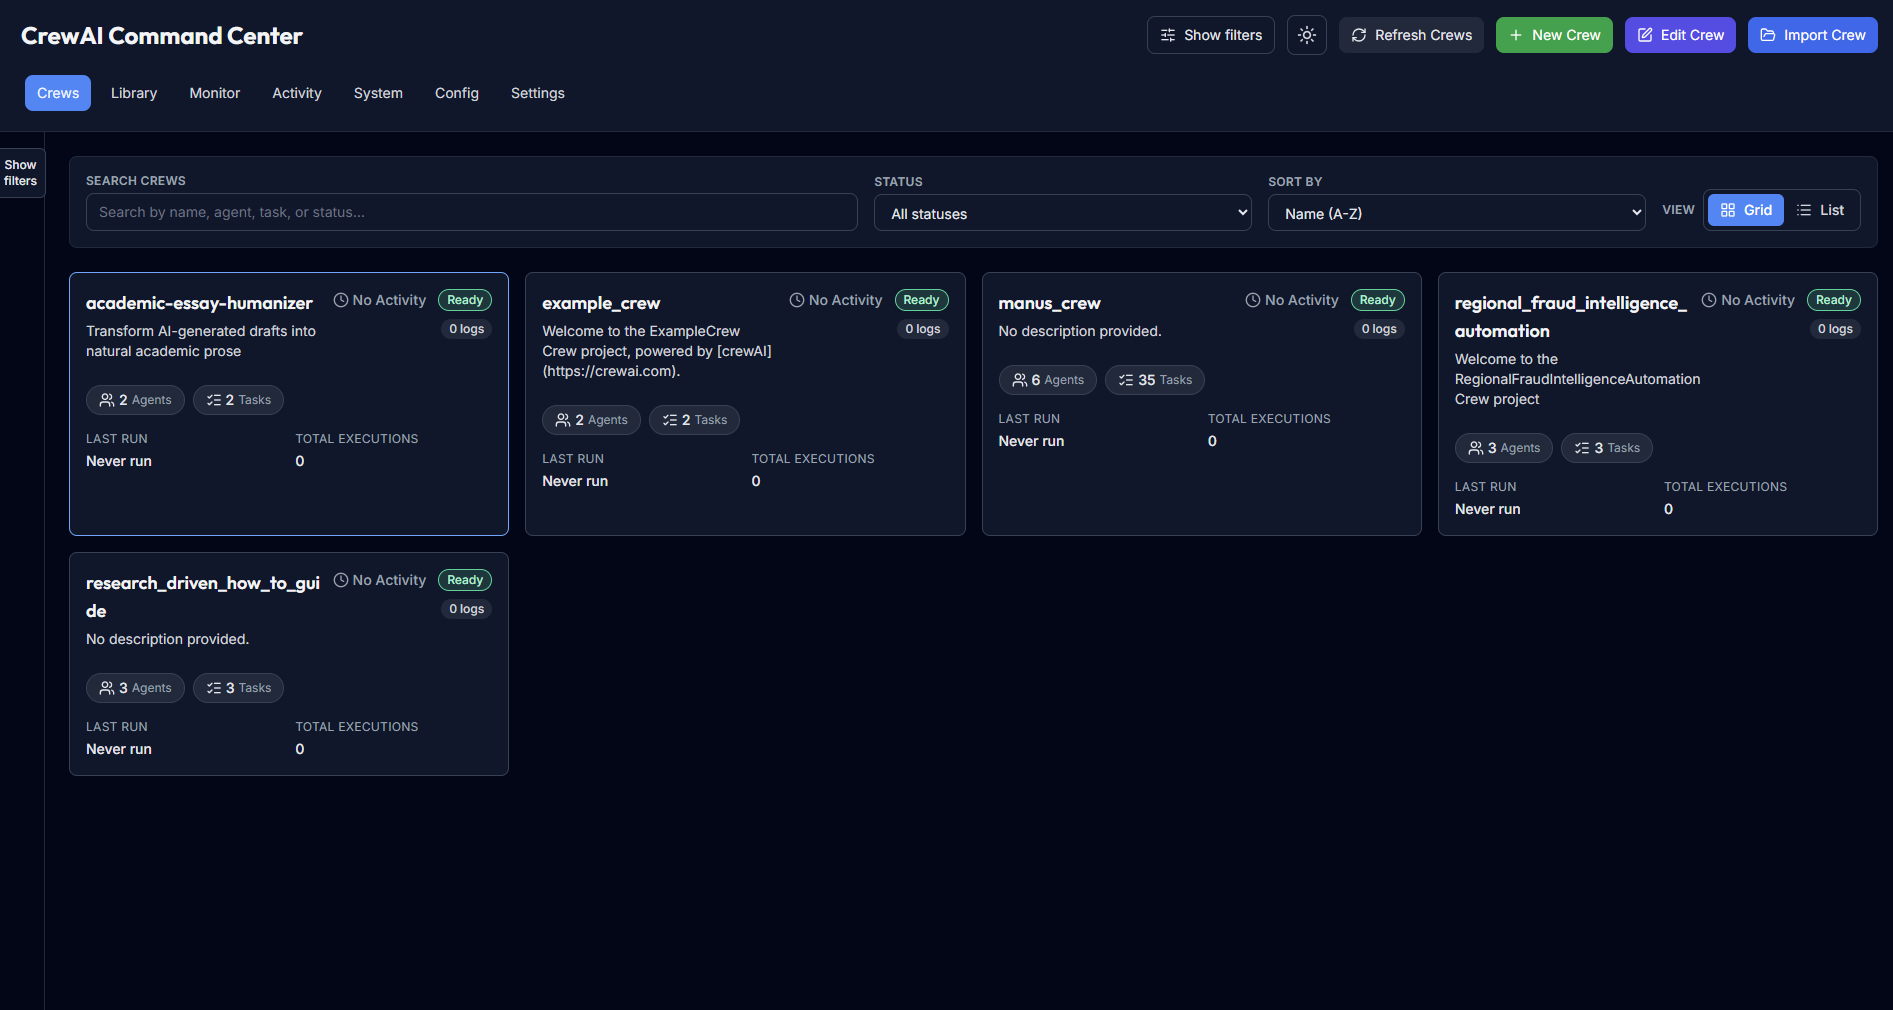 CrewAI Command Center
Show filters
Refresh Crews
New Crew
Edit Crew
Import Crew
Crews
Library
Monitor
Activity
System
Config
Settings
Show
filters
SEARCH CREWS
Search by name, agent, task, or status...
STATUS
All statuses
SORT BY
Name (A-Z)
VIEW
Grid
List
academic-essay-humanizer
No Activity
Ready
0 logs
Transform AI-generated drafts into
natural academic prose
2 Agents
2 Tasks
LAST RUN
Never run
TOTAL EXECUTIONS
0
example_crew
No Activity
Ready
0 logs
Welcome to the ExampleCrew
Crew project, powered by [crewAI]
(https://crewai.com).
2 Agents
2 Tasks
LAST RUN
Never run
TOTAL EXECUTIONS
0
manus_crew
No Activity
Ready
0 logs
No description provided.
6 Agents
35 Tasks
LAST RUN
Never run
TOTAL EXECUTIONS
0
regional_fraud_intelligence_
automation
No Activity
Ready
0 logs
Welcome to the
RegionalFraudIntelligenceAutomation
Crew project
3 Agents
3 Tasks
LAST RUN
Never run
TOTAL EXECUTIONS
0
research_driven_how_to_gui
de
No Activity
Ready
0 logs
No description provided.
3 Agents
3 Tasks
LAST RUN
Never run
TOTAL EXECUTIONS
0